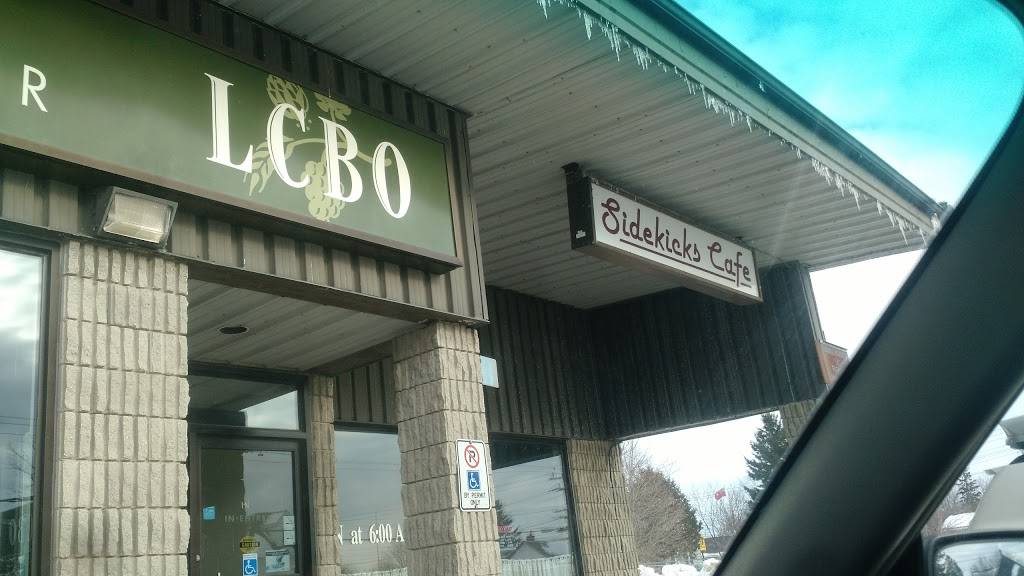 R
LCBO
Sidekicks Cafe
BY PERMIT
ONLY
N at 6:00 A